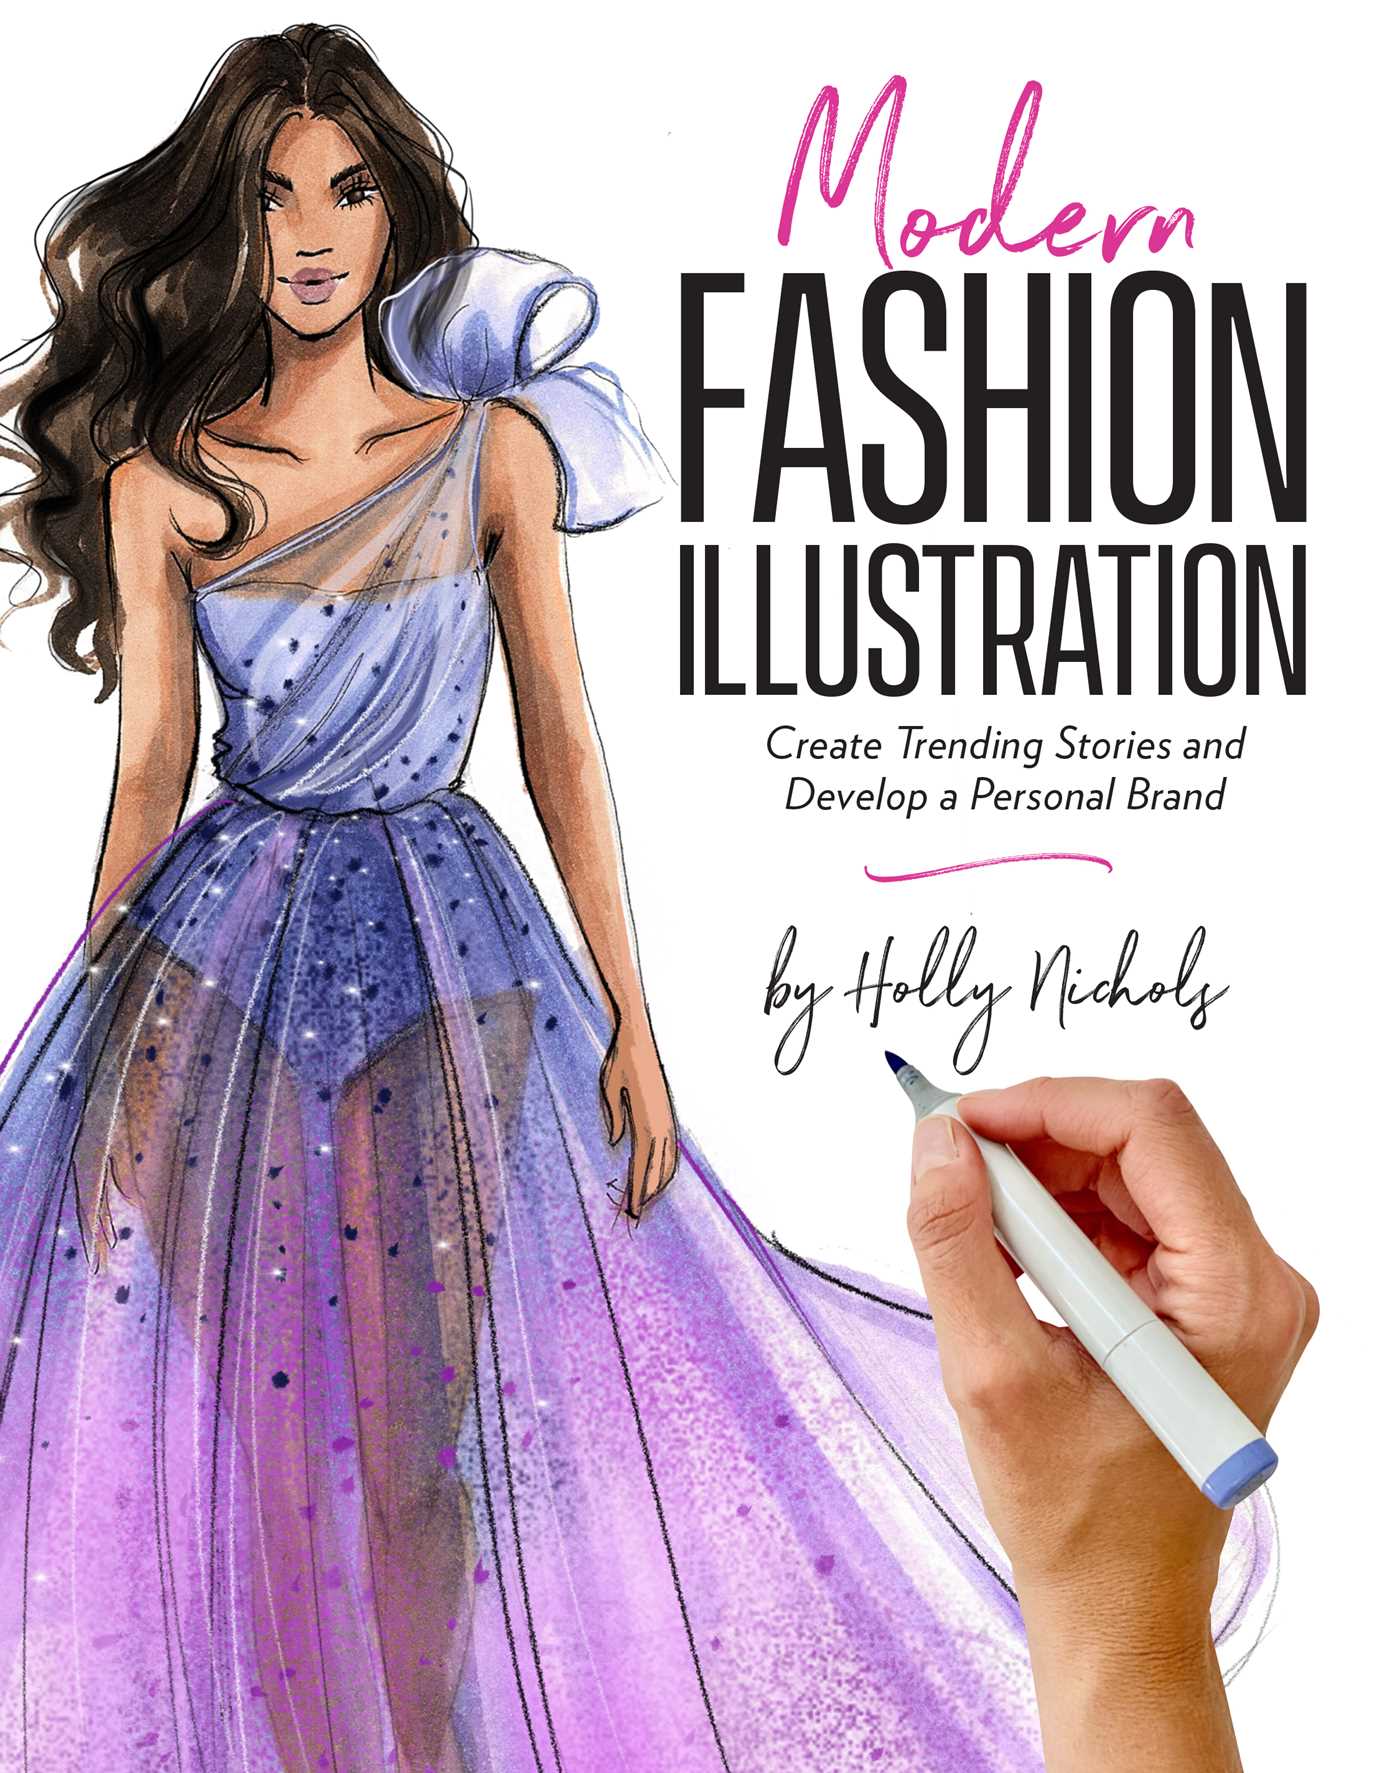 Modern
FASHION
ILLUSTRATION
Create Trending Stories and
Develop a Personal Brand
by Holly Nichols